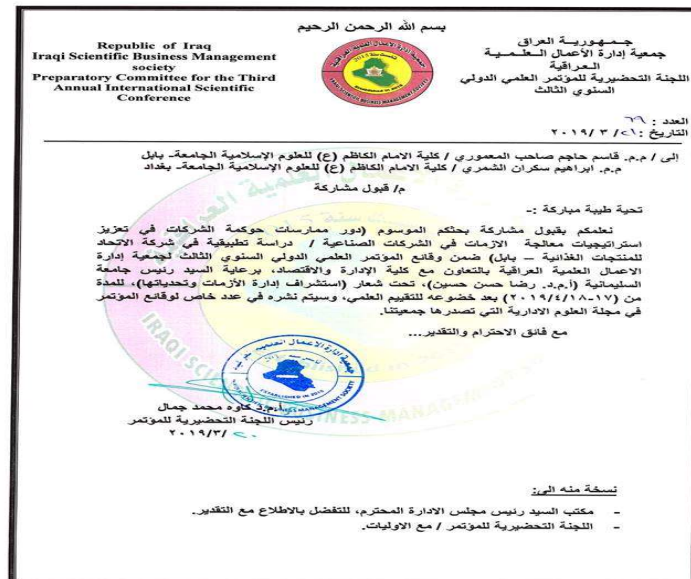 بسم الله الرحمن الرحيم
Republic of Iraq
Iraqi Scientific Business Management
society
Preparatory Committee for the Third
Annual International Scientific
Conference
جمهورية العراق
جمعية إدارة الأعمال العلمية
العراقية
اللجنة التحضيرية للمؤتمر العلمي الدولي
السنوي الثالث
العدد : ٦٩
التاريخ : ٢١/ ٣ /٢٠١٩
إلى / م.م. قاسم حاجم صاحب المعموري / كلية الامام الكاظم (ع) للعلوم الإسلامية الجامعة- بابل
م.م. ابراهيم سكران الشمري / كلية الامام الكاظم (ع) للعلوم الإسلامية الجامعة- بغداد
م/ قبول مشاركة
تحية طيبة مباركة :-
نعلمكم بقبول مشاركة بحثكم الموسوم (دور ممارسات حوكمة الشركات في تعزيز
استراتيجيات معالجة الازمات في الشركات الصناعية / دراسة تطبيقية في شركة الاتحاد
للمنتجات الغذائية – بابل) ضمن وقائع المؤتمر العلمي الدولي السنوي الثالث لجمعية إدارة
الاعمال العلمية العراقية بالتعاون مع كلية الإدارة والاقتصاد، برعاية السيد رئيس جامعة
السليمانية (أ.م.د. رضا حسن حسين)، تحت شعار (استشراف إدارة الأزمات وتحدياتها)، للمدة
من (١٧-٢٠١٩/٤/١٨) بعد خضوعه للتقييم العلمي، وسيتم نشره في عدد خاص لوقائع المؤتمر
في مجلة العلوم الادارية التي تصدرها جمعيتنا.
مع فائق الاحترام والتقدير...
أ.م.د كاوه محمد جمال
رئيس اللجنة التحضيرية للمؤتمر
٢٠١٩/٣/٢٠
نسخة منه الى:
- مكتب السيد رئيس مجلس الادارة المحترم، للتفضل بالاطلاع مع التقدير.
- اللجنة التحضيرية للمؤتمر / مع الاوليات.